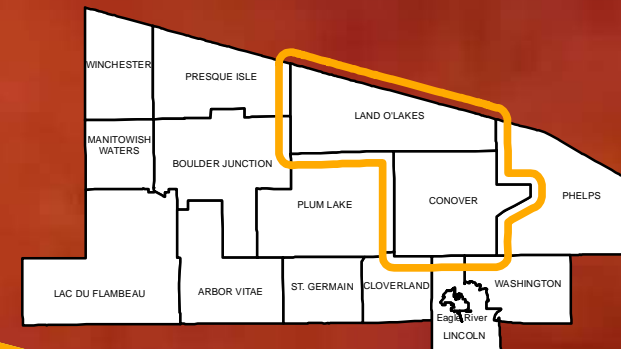 WINCHESTER
PRESQUE ISLE
LAND O'LAKES
MANITOWISH
WATERS
BOULDER JUNCTION
PLUM LAKE
CONOVER
PHELPS
LAC DU FLAMBEAU
ARBOR VITAE
ST. GERMAIN
CLOVERLAND
WASHINGTON
Eagle River
LINCOLN